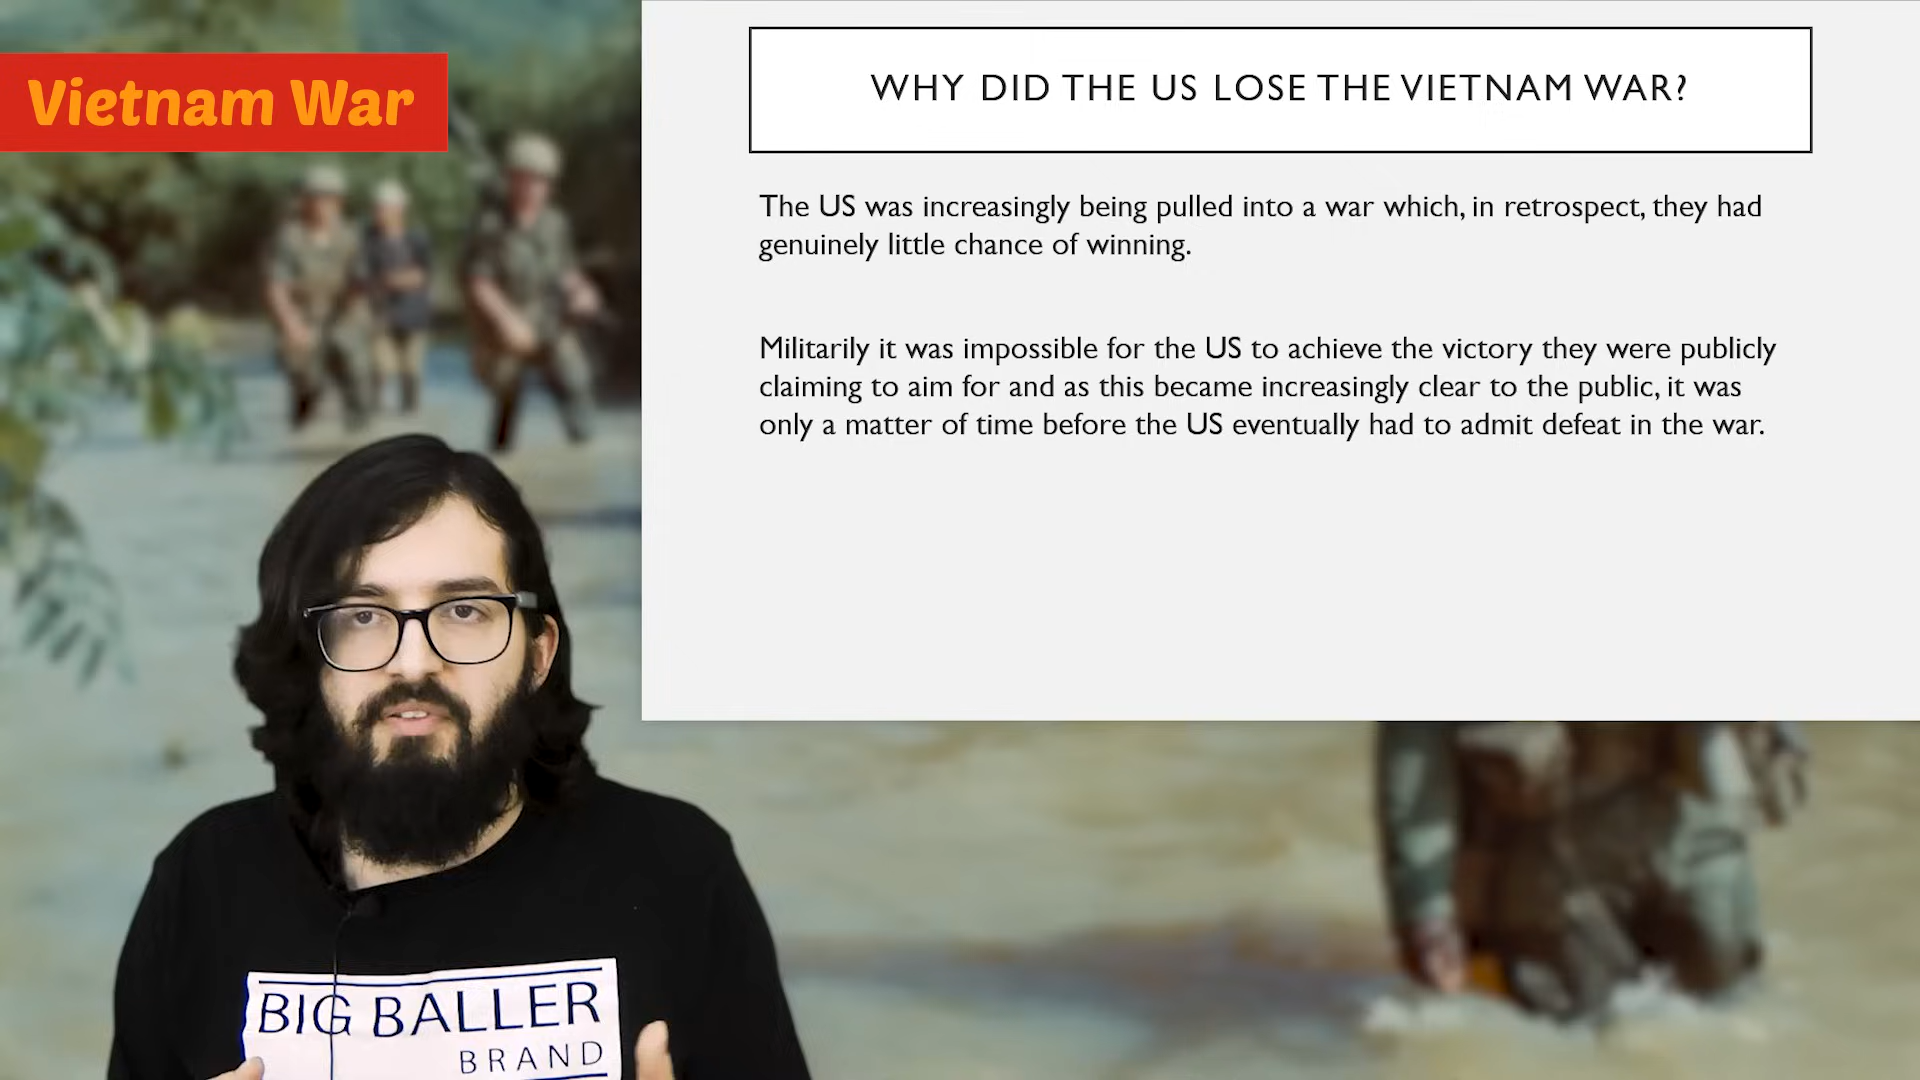 Vietnam War
WHY DID THE US LOSE THE VIETNAM WAR?
The US was increasingly being pulled into a war which, in retrospect, they had
genuinely little chance of winning.
Militarily it was impossible for the US to achieve the victory they were publicly
claiming to aim for and as this became increasingly clear to the public, it was
only a matter of time before the US eventually had to admit defeat in the war.
BIG BALLER
BRAND